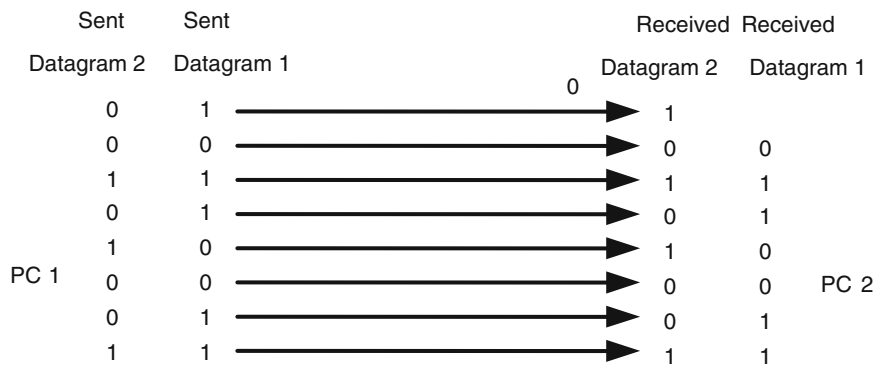 Sent Sent Received Received
Datagram 2 Datagram 1 Datagram 2 Datagram 1
0
0 1 1
0 0 0 0
1 1 1 1
0 1 0 1
1 0 1 0
PC 1 0 0 0 0 PC 2
0 1 0 1
1 1 1 1